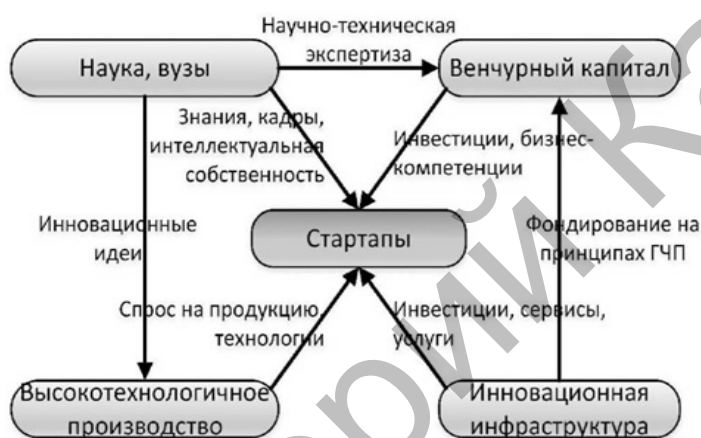 Научно-техническая
экспертиза
Наука, вузы
Венчурный капитал
Знания, кадры,
интеллектуальная
собственность
Инвестиции, бизнес-
компетенции
Инновационные
идеи
Стартапы
Фондирование на
принципах ГЧП
Спрос на продукцию,
технологии
Инвестиции, сервисы,
услуги
Высокотехнологичное
производство
Инновационная
инфраструктура